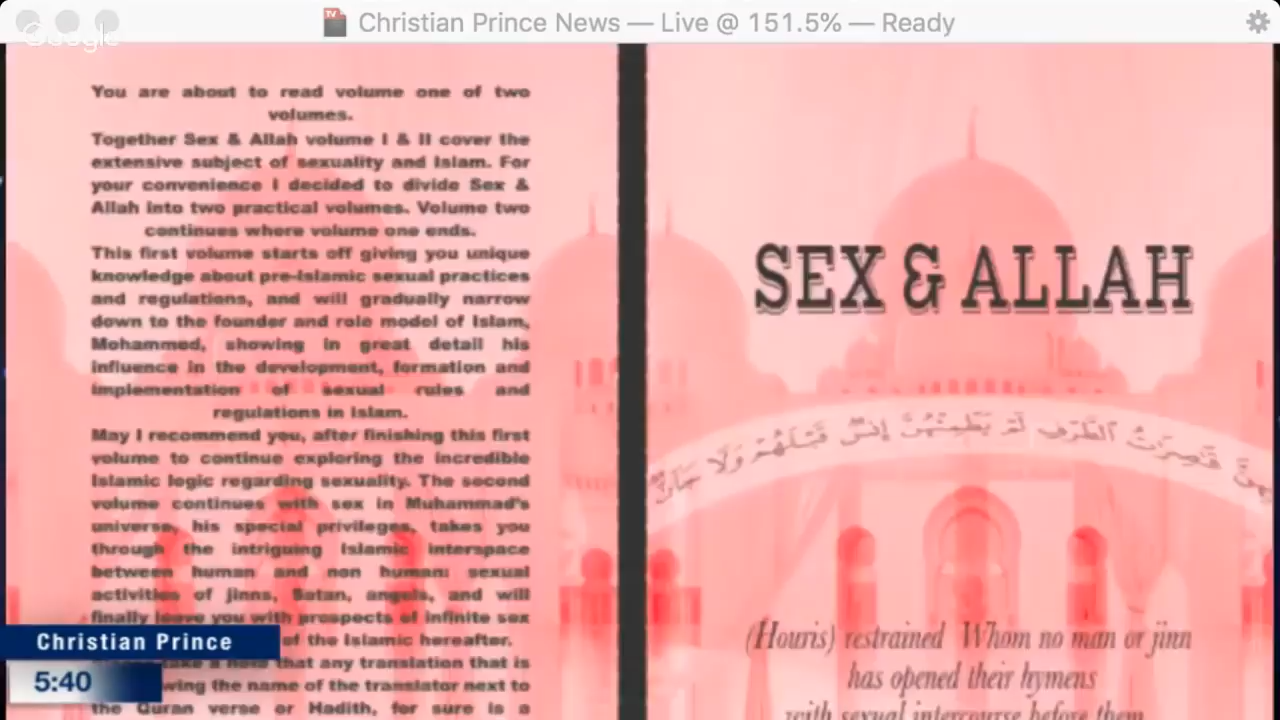 Christian Prince News — Live @ 151.5% — Ready
Google
You are about to read volume one of two
volumes.
Together Sex & Allah volume I & II cover the
extensive subject of sexuality and Islam. For
your convenience I decided to divide Sex &
Allah into two practical volumes. Volume two
continues where volume one ends.
This first volume starts off giving you unique
knowledge about pre-Islamic sexual practices
and regulations, and will gradually narrow
down to the founder and role model of Islam,
Mohammed, showing in great detail his
influence in the development, formation and
implementation of sexual rules and
regulations in Islam.
May I recommend you, after finishing this first
volume to continue exploring the incredible
Islamic logic regarding sexuality. The second
volume continues with sex in Muhammad's
universe, his special privileges, takes you
through the intriguing Islamic interspace
between human and non human: sexual
activities of jinns, Satan, angels, and will
finally leave you with prospects of infinite sex
of the Islamic hereafter.
a note that any translation that is
the name of the translator next to
the Quran verse or Hadith, for sure is a
SEX & ALLAH
قَٰصِرَٰتُ ٱلطَّرْفِ لَمْ يَطْمِثْهُنَّ إِنسٌ قَبْلَهُمْ وَلَا جَآنٌّ
(Houris) restrained Whom no man or jinn
has opened their hymens
with sexual intercourse before them
Christian Prince
5:40